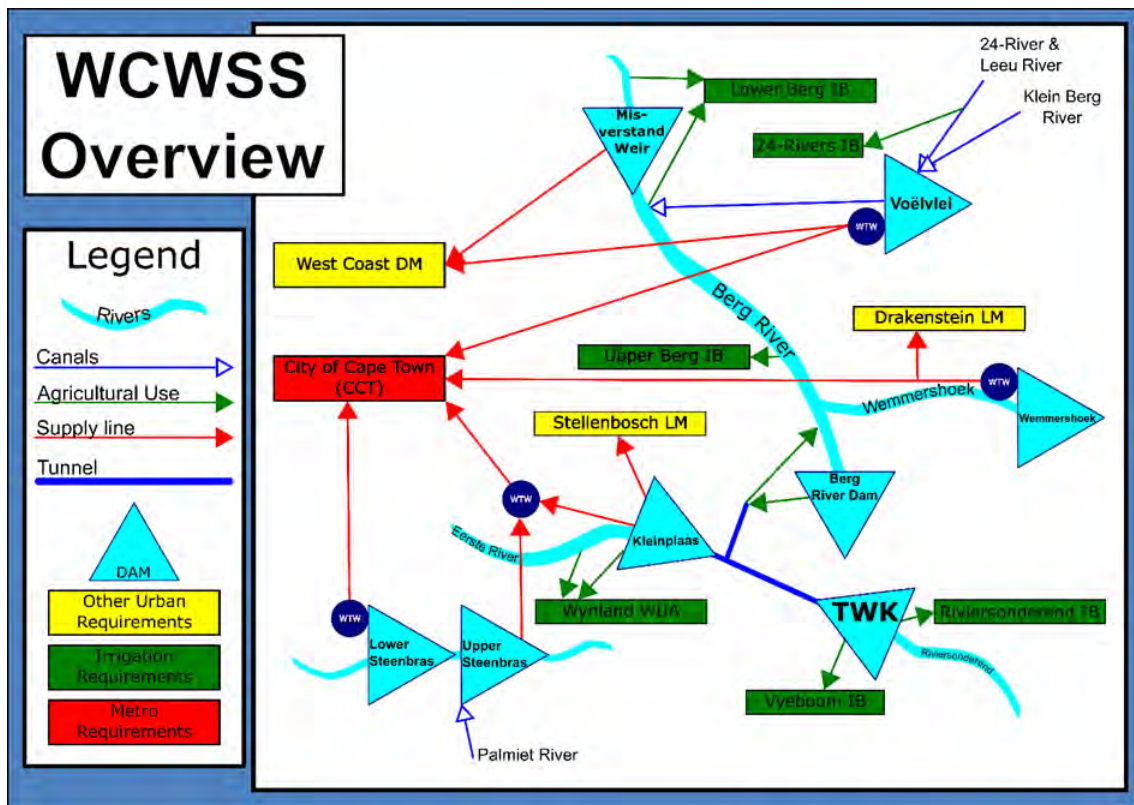 WCWSS
Overview
Legend
Rivers
Canals
Agricultural Use
Supply line
Tunnel
DAM
Other Urban
Requirements
Irrigation
Requirements
Metro
Requirements
24-River &
Leeu River
Klein Berg
River
Lower Berg IB
Mis-
verstand
Weir
24-Rivers IB
Voëlvlei
WTW
West Coast DM
Berg River
Drakenstein LM
Upper Berg IB
City of Cape Town
(CCT)
WTW
Wemmershoek
Wemmershoek
Stellenbosch LM
Berg
River Dam
WTW
Eerste River
Kleinplaas
Wynland WUA
TWK
Riviersonderend IB
Riviersonderend
WTW
Lower
Steenbras
Upper
Steenbras
Vyeboom IB
Palmiet River